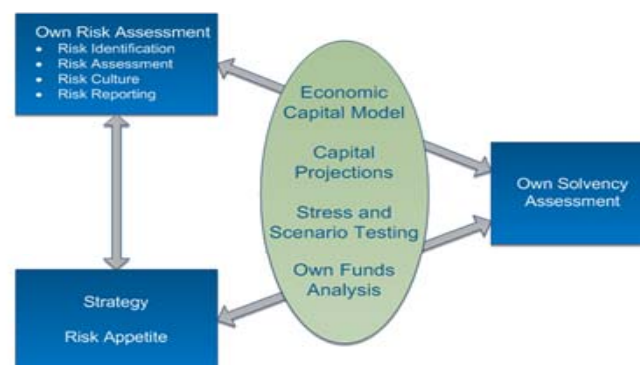 Own Risk Assessment
• Risk Identification
• Risk Assessment
• Risk Culture
• Risk Reporting
Economic
Capital Model
Capital
Projections
Stress and
Scenario Testing
Own Funds
Analysis
Own Solvency
Assessment
Strategy
Risk Appetite